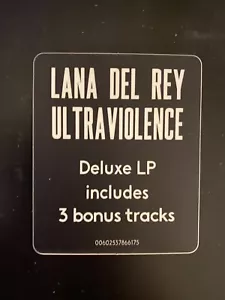 LANA DEL REY
ULTRAVIOLENCE
Deluxe LP
includes
3 bonus tracks
00602537866175